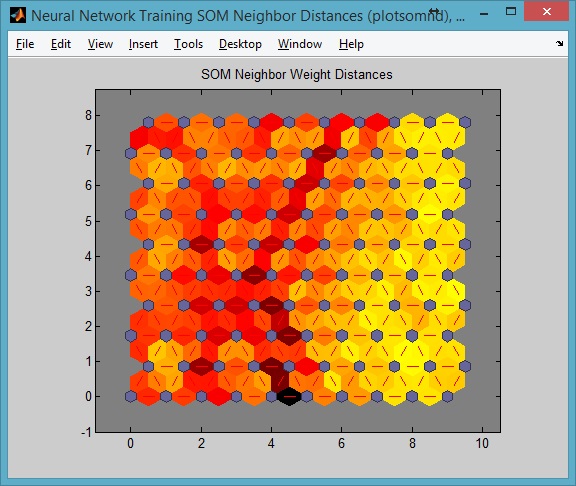 Neural Network Training SOM Neighbor Distances (plotsomnd), ...
File Edit View Insert Tools Desktop Window Help
SOM Neighbor Weight Distances
8
7
6
5
4
3
2
1
0
-1
0 2 4 6 8 10